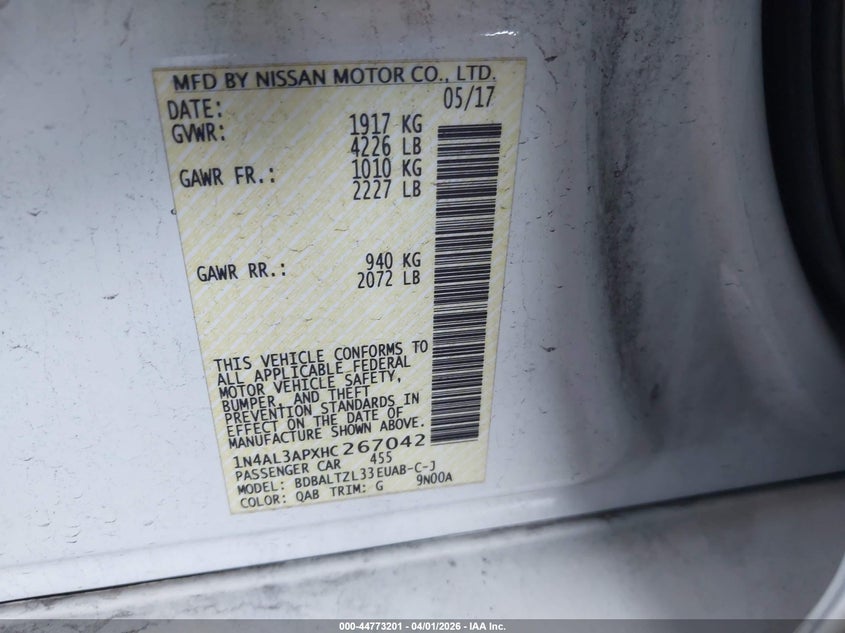 MFD BY NISSAN MOTOR CO., LTD.
DATE: 05/17
GVWR: 1917 KG
4226 LB
GAWR FR.: 1010 KG
2227 LB
GAWR RR.: 940 KG
2072 LB
THIS VEHICLE CONFORMS TO
ALL APPLICABLE FEDERAL
MOTOR VEHICLE SAFETY,
BUMPER, AND THEFT
PREVENTION STANDARDS IN
EFFECT ON THE DATE OF
MANUFACTURE SHOWN ABOVE.
1N4AL3APXHC267042
PASSENGER CAR 455
MODEL: BDBALTZL33EUAB-C-J
COLOR: QAB TRIM: G 9N00A
000-44773201 - 04/01/2026 - IAA Inc.